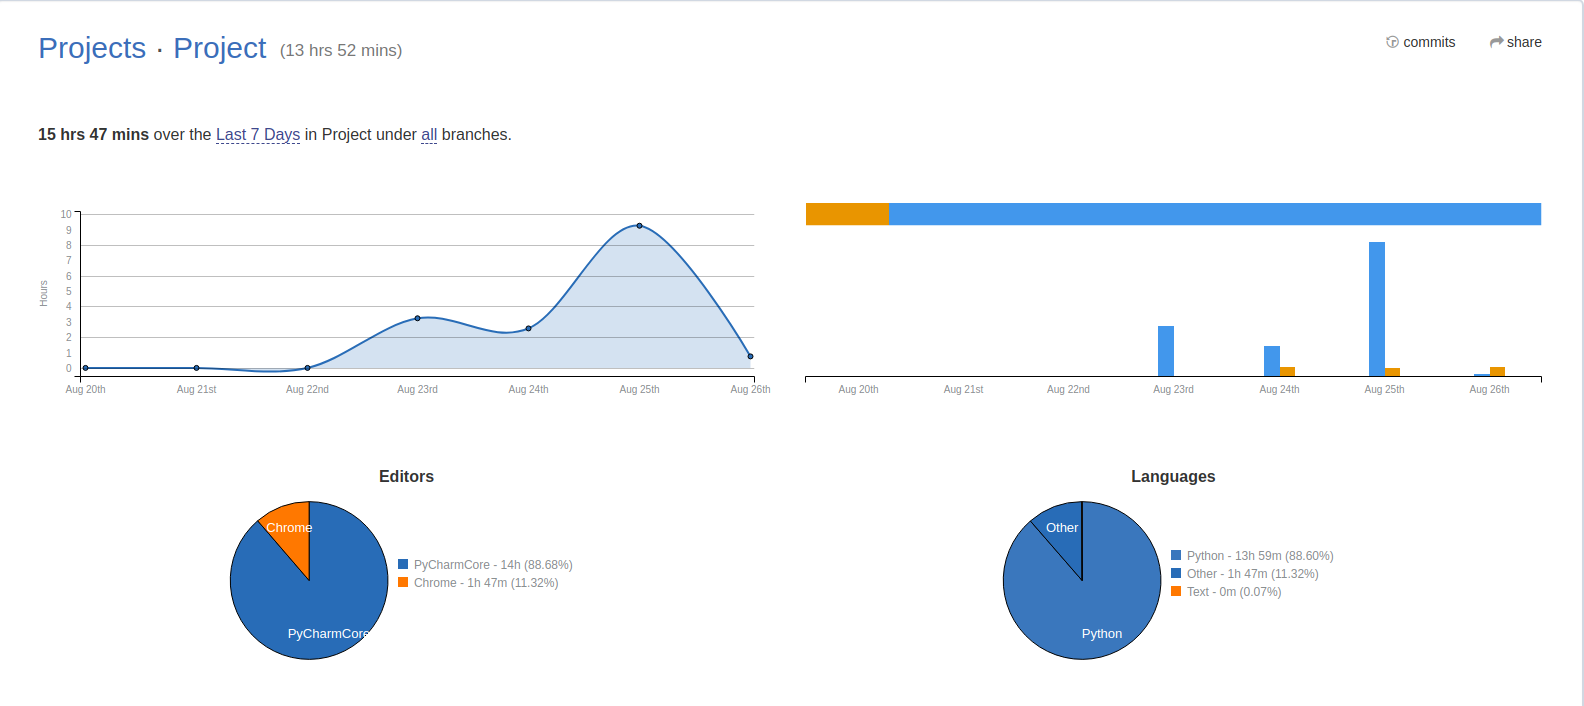 Projects · Project (13 hrs 52 mins)
commits
share
15 hrs 47 mins over the Last 7 Days in Project under all branches.
Hours
10
9
8
7
6
5
4
3
2
1
0
Aug 20th Aug 21st Aug 22nd Aug 23rd Aug 24th Aug 25th Aug 26th
Aug 20th Aug 21st Aug 22nd Aug 23rd Aug 24th Aug 25th Aug 26th
Editors
Chrome
PyCharmCore
PyCharmCore - 14h (88.68%)
Chrome - 1h 47m (11.32%)
Languages
Other
Python
Python - 13h 59m (88.60%)
Other - 1h 47m (11.32%)
Text - 0m (0.07%)